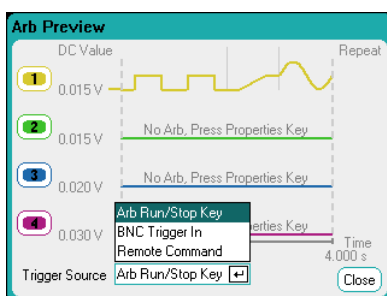 Arb Preview
DC Value Repeat
1 0.015 V
2 0.015 V No Arb, Press Properties Key
3 0.020 V No Arb, Press Properties Key
4 0.030 V perties Key
Arb Run/Stop Key
BNC Trigger In
Remote Command
Time
4.000 s
Trigger Source Arb Run/Stop Key Close